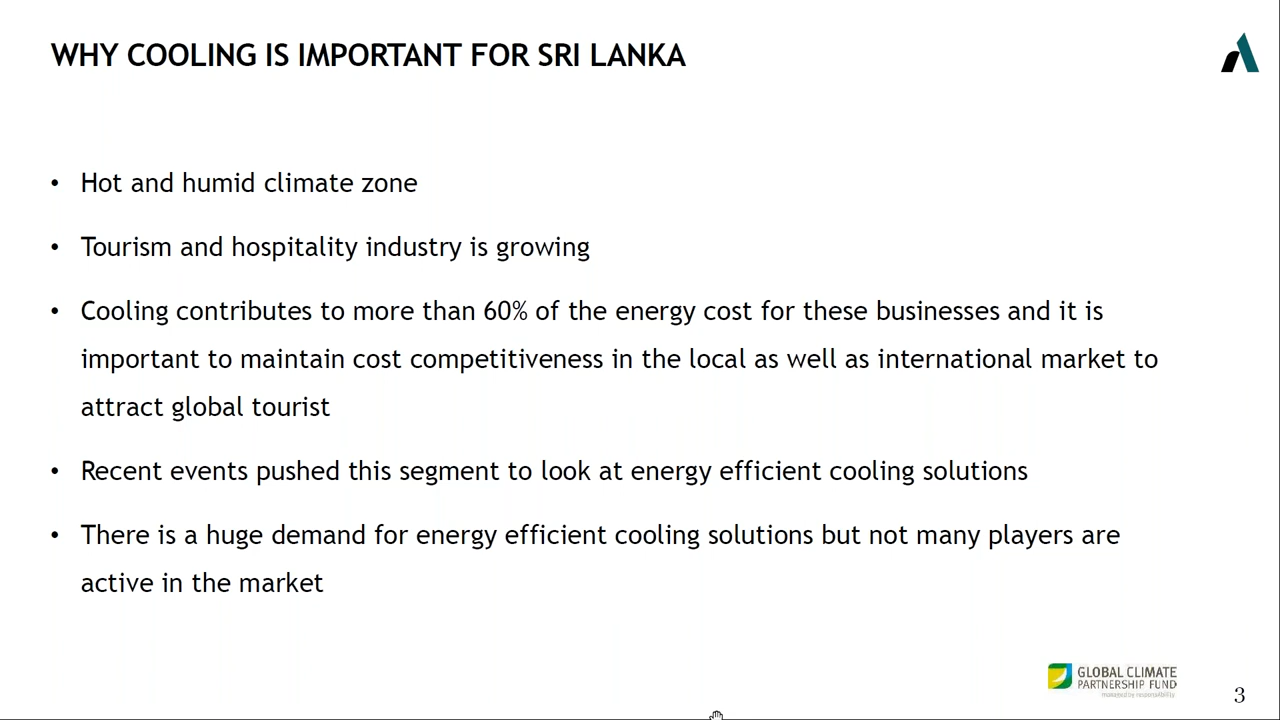 WHY COOLING IS IMPORTANT FOR SRI LANKA
• Hot and humid climate zone
• Tourism and hospitality industry is growing
• Cooling contributes to more than 60% of the energy cost for these businesses and it is
important to maintain cost competitiveness in the local as well as international market to
attract global tourist
• Recent events pushed this segment to look at energy efficient cooling solutions
• There is a huge demand for energy efficient cooling solutions but not many players are
active in the market
GLOBAL CLIMATE
PARTNERSHIP FUND
managed by responsAbility
3